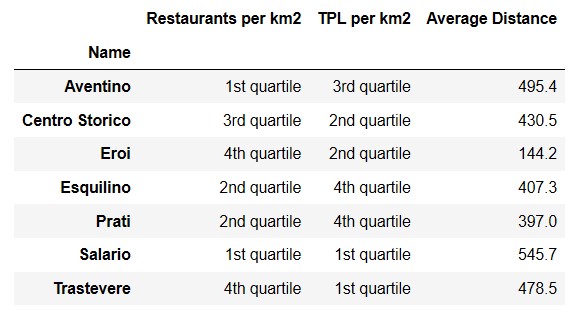 Restaurants per km2 TPL per km2 Average Distance
Name
Aventino 1st quartile 3rd quartile 495.4
Centro Storico 3rd quartile 2nd quartile 430.5
Eroi 4th quartile 2nd quartile 144.2
Esquilino 2nd quartile 4th quartile 407.3
Prati 2nd quartile 4th quartile 397.0
Salario 1st quartile 1st quartile 545.7
Trastevere 4th quartile 1st quartile 478.5